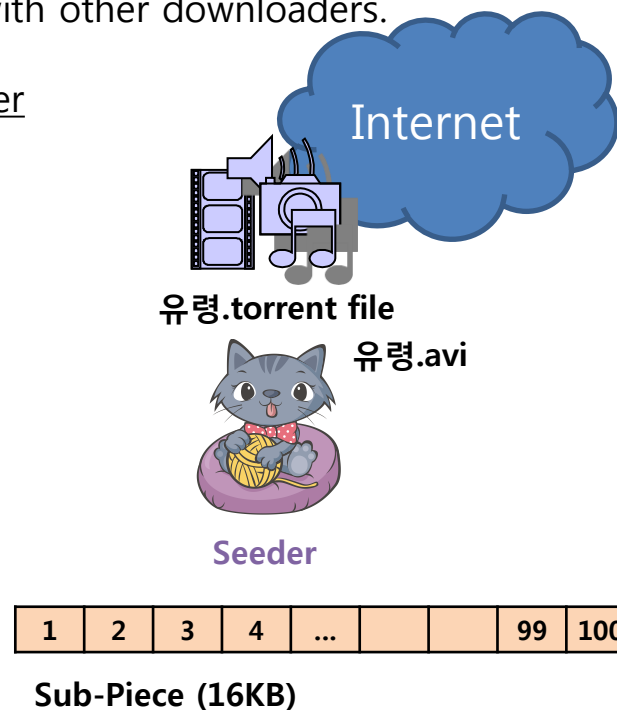 with other downloaders.
er
Internet
유령.torrent file
유령.avi
Seeder
1 2 3 4 ... 99 100
Sub-Piece (16KB)